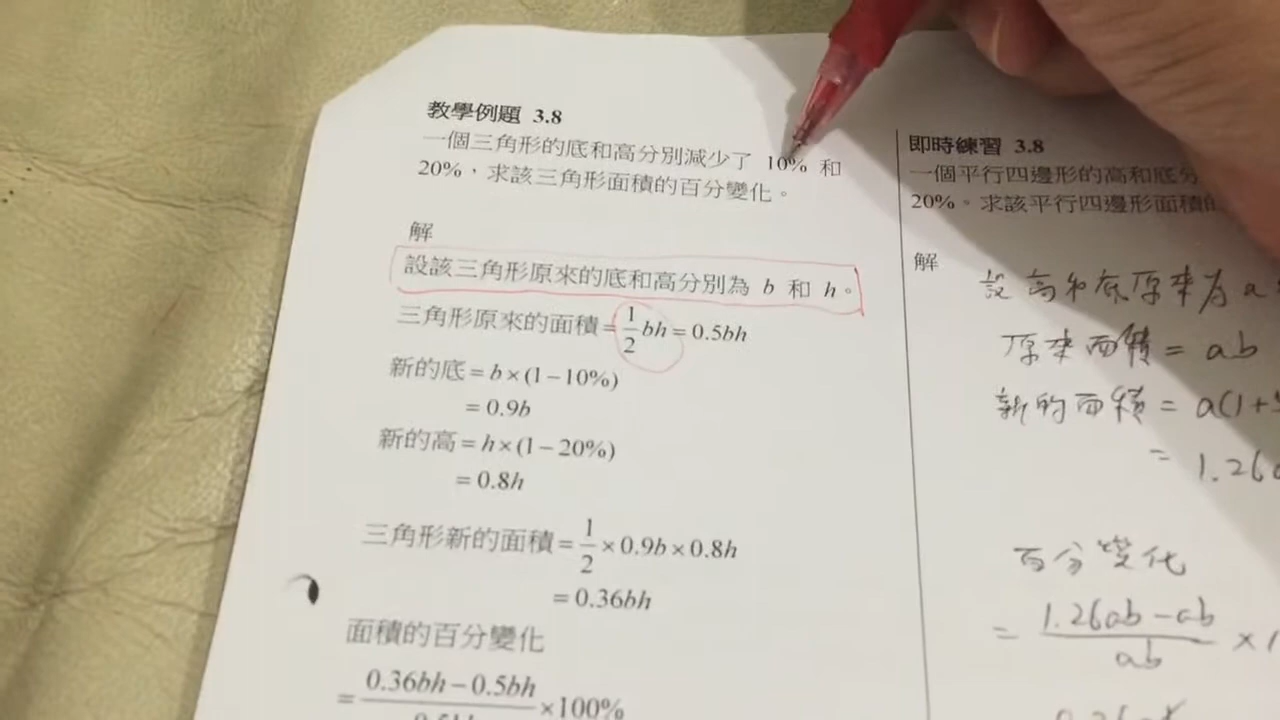 教學例題 3.8
一個三角形的底和高分別減少了 10% 和
20%，求該三角形面積的百分變化。
解
設該三角形原來的底和高分別為 b 和 h。
三角形原來的面積 = 1/2 bh = 0.5bh
新的底 = b × (1 − 10%)
= 0.9b
新的高 = h × (1 − 20%)
= 0.8h
三角形新的面積 = 1/2 × 0.9b × 0.8h
= 0.36bh
面積的百分變化
= 0.36bh − 0.5bh
× 100%
即時練習 3.8
一個平行四邊形的高和底分
20%。求該平行四邊形面積的
解
設高和底原來為 a
原來面積 = ab
新的面積 = a(1+
= 1.26
百分變化
= 1.26ab − ab / ab ×